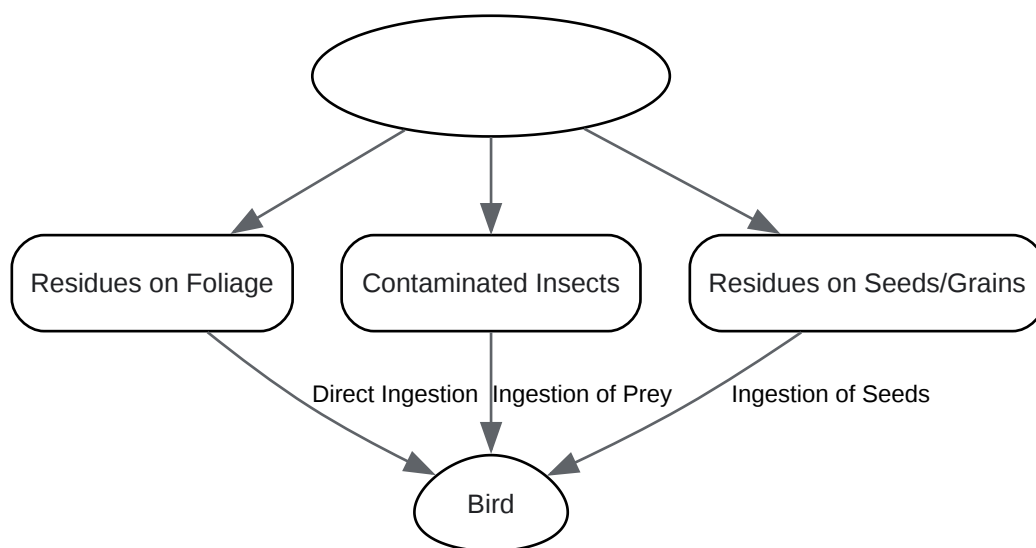 Residues on Foliage
Contaminated Insects
Residues on Seeds/Grains
Direct Ingestion
Ingestion of Prey
Ingestion of Seeds
Bird